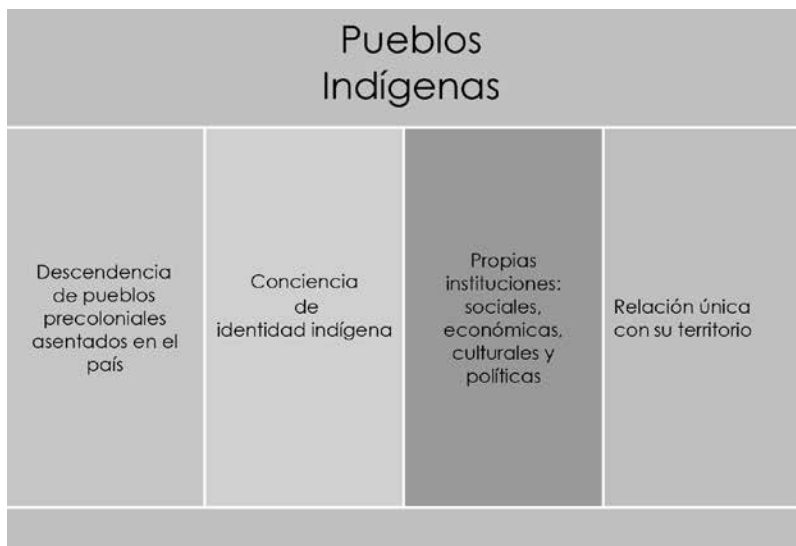 Pueblos
Indígenas
Descendencia
de pueblos
precoloniales
asentados en el
país
Conciencia
de
identidad indígena
Propias
instituciones:
sociales,
económicas,
culturales y
políticas
Relación única
con su territorio